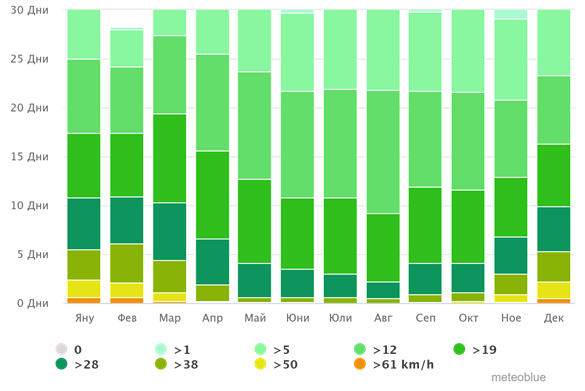 30 Дни
25 Дни
20 Дни
15 Дни
10 Дни
5 Дни
0 Дни
Яну Фев Мар Апр Май Юни Юли Авг Сеп Окт Ное Дек
0 >1 >5 >12 >19
>28 >38 >50 >61 km/h
meteoblue